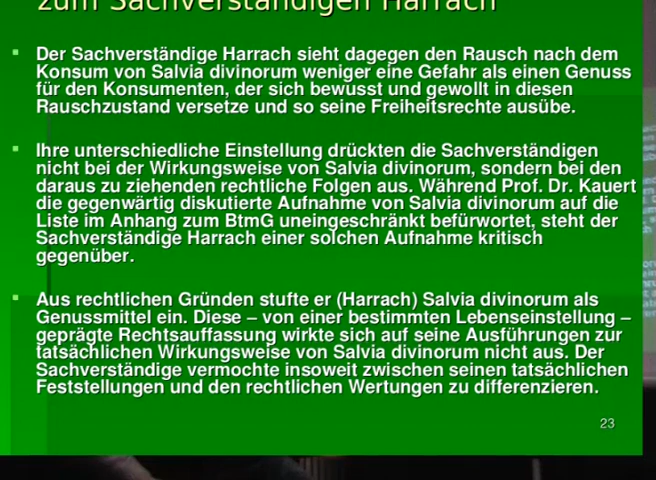 zum Sachverständigen Harrach
Der Sachverständige Harrach sieht dagegen den Rausch nach dem
Konsum von Salvia divinorum weniger eine Gefahr als einen Genuss
für den Konsumenten, der sich bewusst und gewollt in diesen
Rauschzustand versetze und so seine Freiheitsrechte ausübe.
Ihre unterschiedliche Einstellung drückten die Sachverständigen
nicht bei der Wirkungsweise von Salvia divinorum, sondern bei den
daraus zu ziehenden rechtliche Folgen aus. Während Prof. Dr. Kauert
die gegenwärtig diskutierte Aufnahme von Salvia divinorum auf die
Liste im Anhang zum BtmG uneingeschränkt befürwortet, steht der
Sachverständige Harrach einer solchen Aufnahme kritisch
gegenüber.
Aus rechtlichen Gründen stufte er (Harrach) Salvia divinorum als
Genussmittel ein. Diese – von einer bestimmten Lebenseinstellung –
geprägte Rechtsauffassung wirkte sich auf seine Ausführungen zur
tatsächlichen Wirkungsweise von Salvia divinorum nicht aus. Der
Sachverständige vermochte insoweit zwischen seinen tatsächlichen
Feststellungen und den rechtlichen Wertungen zu differenzieren.
23